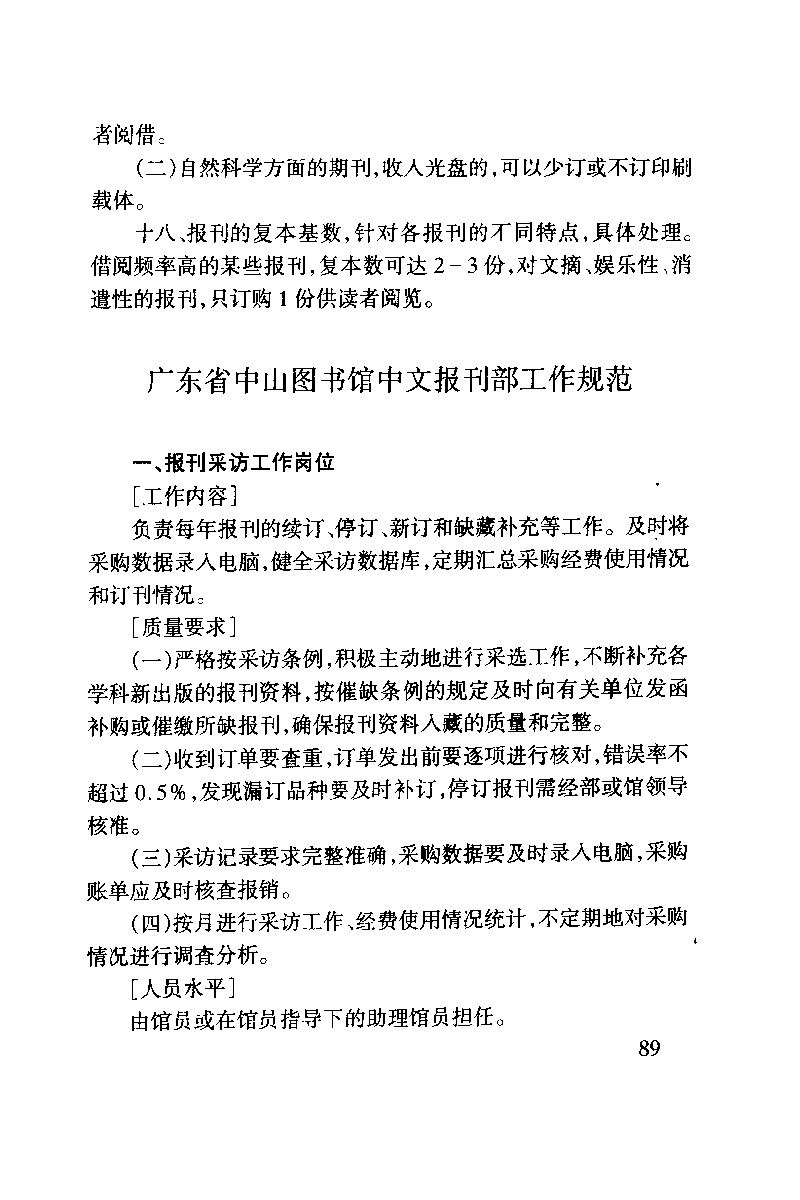 者阅借。
(二)自然科学方面的期刊,收入光盘的,可以少订或不订印刷
载体。
十八、报刊的复本基数,针对各报刊的不同特点,具体处理。
借阅频率高的某些报刊,复本数可达2-3份,对文摘、娱乐性、消
遣性的报刊,只订购1份供读者阅览。
广东省中山图书馆中文报刊部工作规范
一、报刊采访工作岗位
[工作内容]
负责每年报刊的续订、停订、新订和缺藏补充等工作。及时将
采购数据录入电脑,健全采访数据库,定期汇总采购经费使用情况
和订刊情况。
[质量要求]
(一)严格按采访条例,积极主动地进行采选工作,不断补充各
学科新出版的报刊资料,按催缺条例的规定及时向有关单位发函
补购或催缴所缺报刊,确保报刊资料入藏的质量和完整。
(二)收到订单要查重,订单发出前要逐项进行核对,错误率不
超过0.5%,发现漏订品种要及时补订,停订报刊需经部或馆领导
核准。
(三)采访记录要求完整准确,采购数据要及时录入电脑,采购
账单应及时核查报销。
(四)按月进行采访工作、经费使用情况统计,不定期地对采购
情况进行调查分析。
[人员水平]
由馆员或在馆员指导下的助理馆员担任。
89